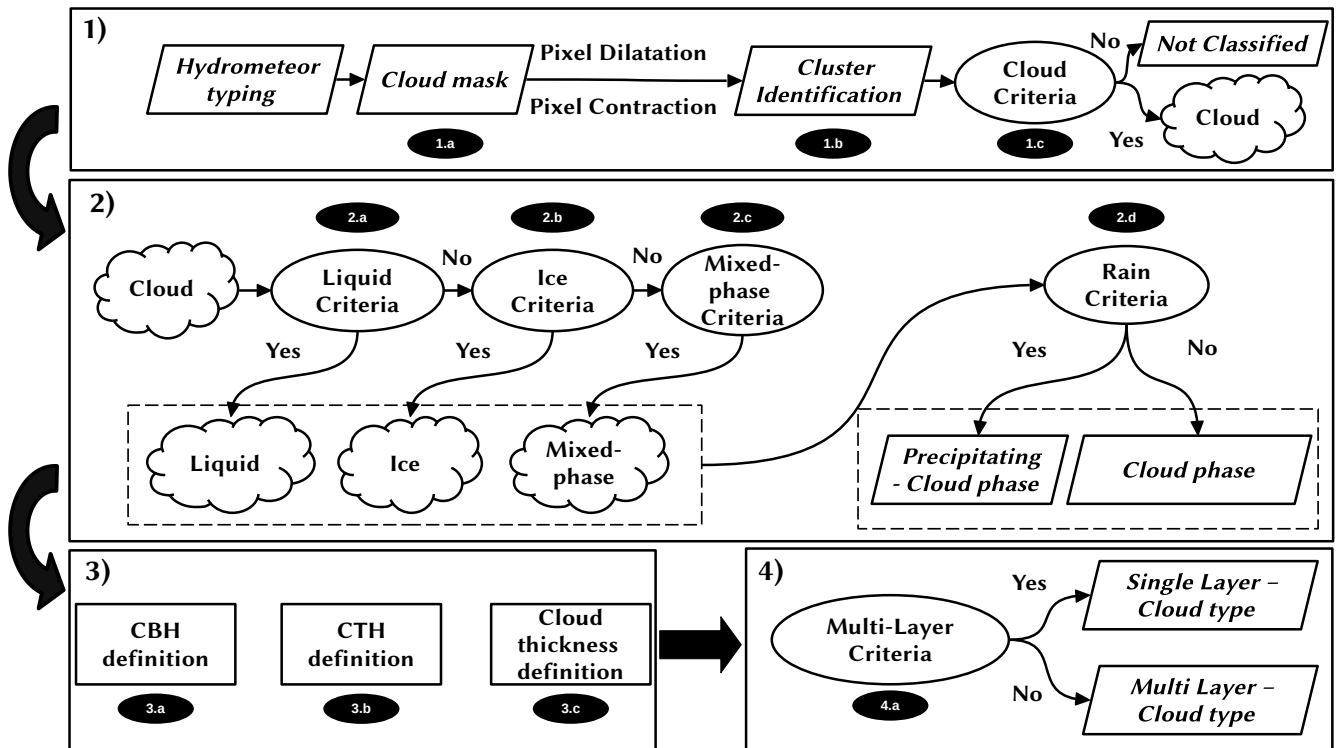 1)
Hydrometeor
typing
Cloud mask
Pixel Dilatation
Pixel Contraction
Cluster
Identification
Cloud
Criteria
No
Not Classified
Yes
Cloud
1.a
1.b
1.c
2)
2.a
2.b
2.c
2.d
Cloud
Liquid
Criteria
No
Ice
Criteria
No
Mixed-
phase
Criteria
Rain
Criteria
Yes
Yes
Yes
Yes
No
Liquid
Ice
Mixed-
phase
Precipitating
- Cloud phase
Cloud phase
3)
CBH
definition
CTH
definition
Cloud
thickness
definition
3.a
3.b
3.c
4)
Multi-Layer
Criteria
4.a
Yes
Single Layer –
Cloud type
No
Multi Layer –
Cloud type